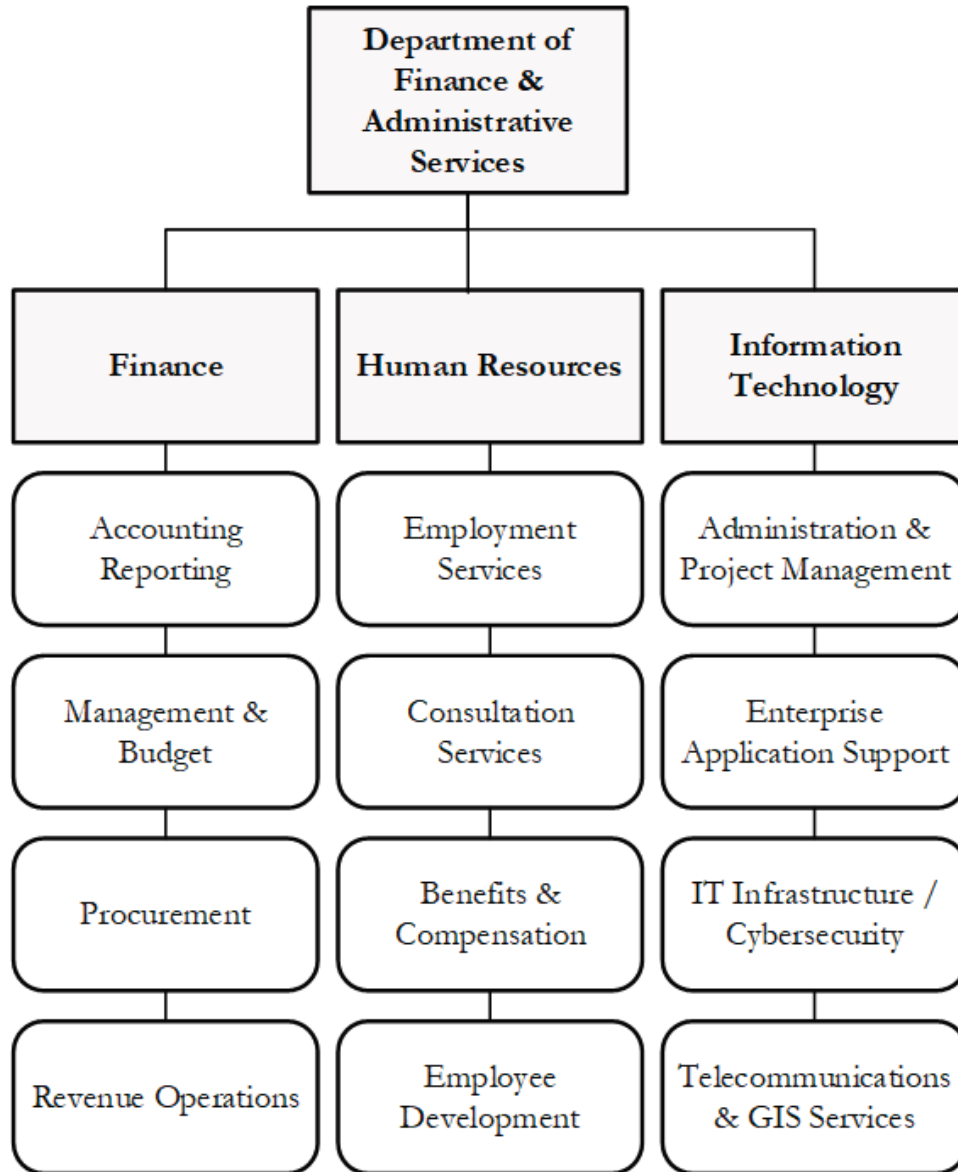 Department of
Finance &
Administrative
Services
Finance
Human Resources
Information
Technology
Accounting
Reporting
Employment
Services
Administration &
Project Management
Management &
Budget
Consultation
Services
Enterprise
Application Support
Procurement
Benefits &
Compensation
IT Infrastructure /
Cybersecurity
Revenue Operations
Employee
Development
Telecommunications
& GIS Services